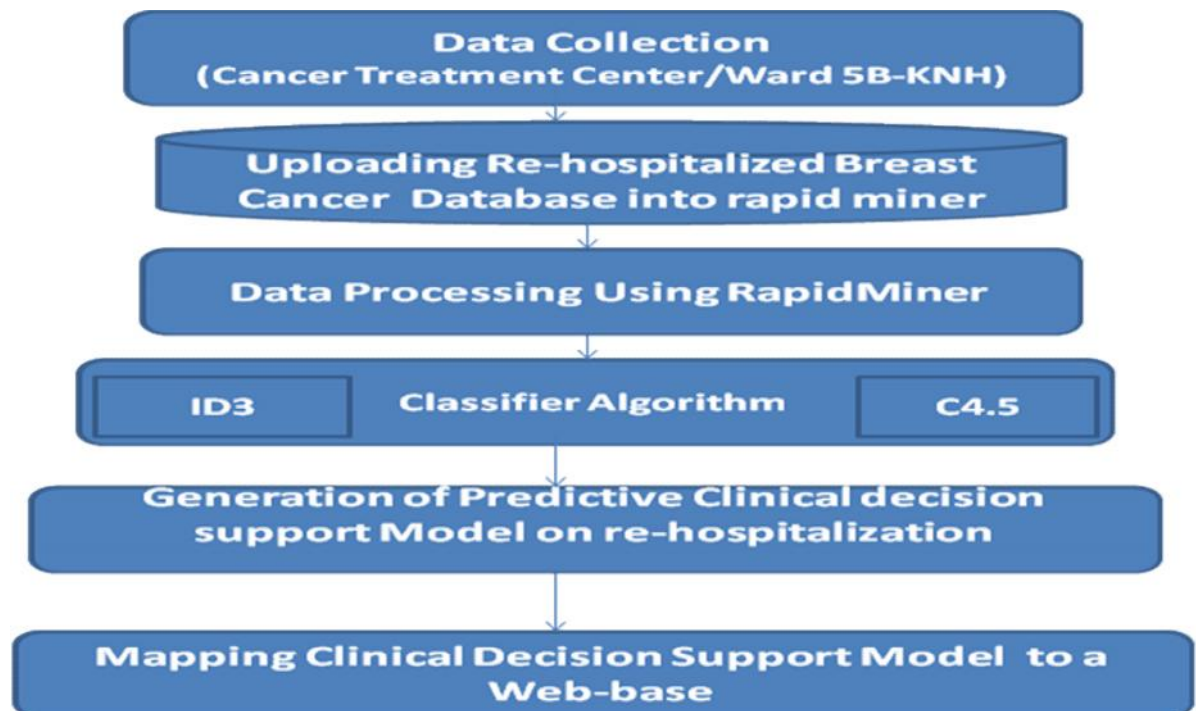 Data Collection
(Cancer Treatment Center/Ward 5B-KNH)
Uploading Re-hospitalized Breast
Cancer Database into rapid miner
Data Processing Using RapidMiner
ID3
Classifier Algorithm
C4.5
Generation of Predictive Clinical decision
support Model on re-hospitalization
Mapping Clinical Decision Support Model to a
Web-base